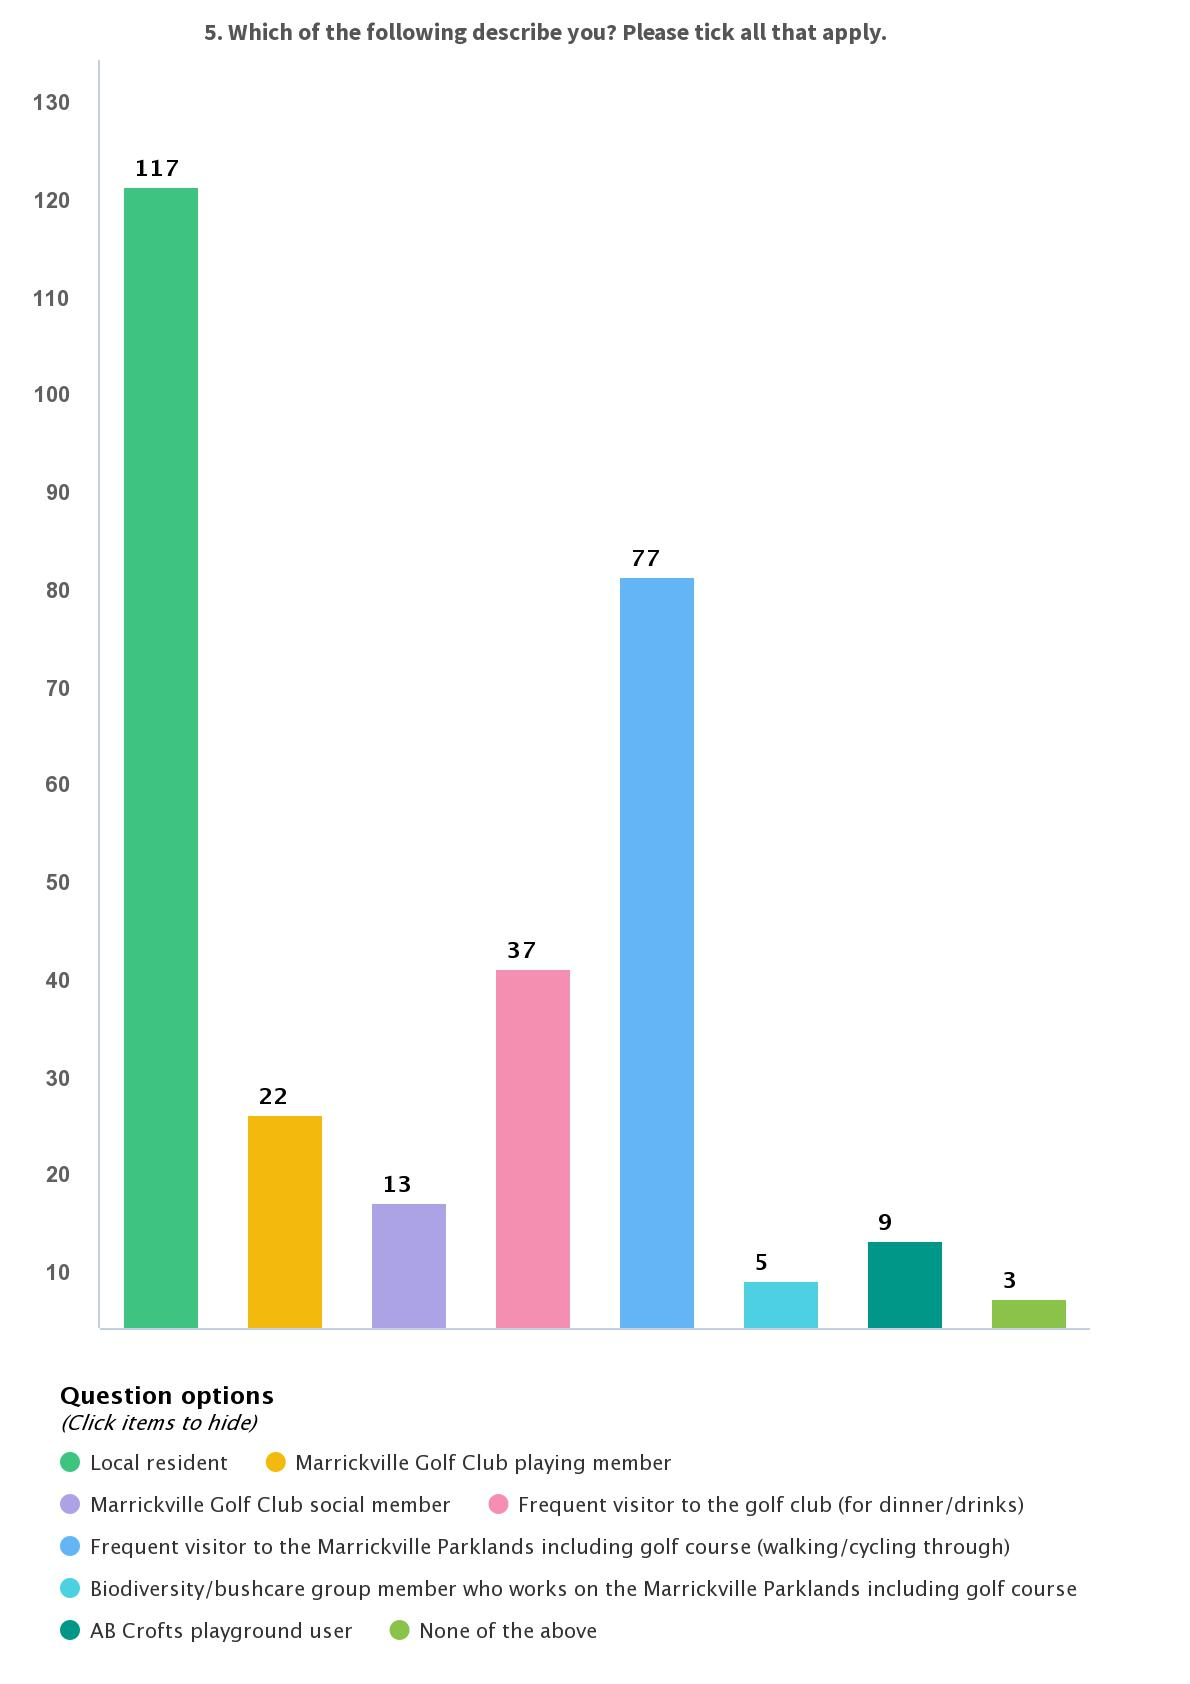 5. Which of the following describe you? Please tick all that apply.
130
117
120
110
100
90
77
80
70
60
50
37
40
30
22
20
13
9
5
10
3
Question options
(Click items to hide)
Local resident Marrickville Golf Club playing member
Marrickville Golf Club social member Frequent visitor to the golf club (for dinner/drinks)
Frequent visitor to the Marrickville Parklands including golf course (walking/cycling through)
Biodiversity/bushcare group member who works on the Marrickville Parklands including golf course
AB Crofts playground user None of the above